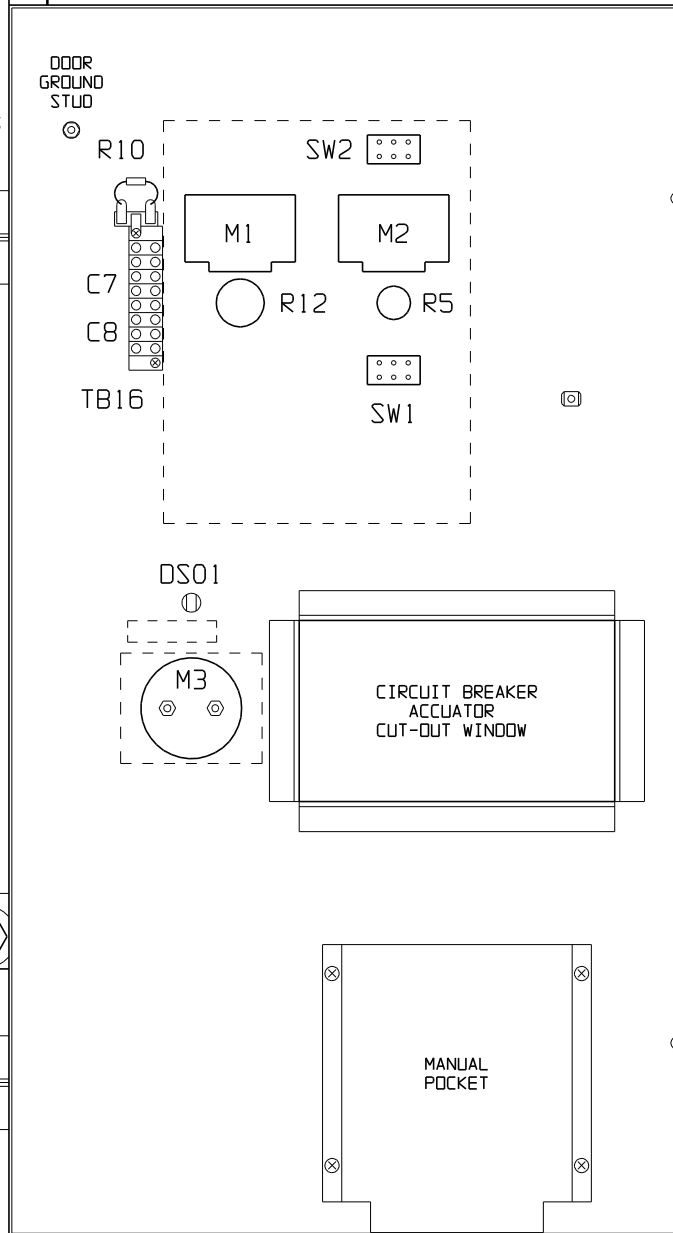 DOOR
GROUND
STUD
R10
SW2
M1
M2
C7
R12
R5
C8
TB16
SW1
DS01
M3
CIRCUIT BREAKER
ACCUATOR
CUT-OUT WINDOW
MANUAL
POCKET